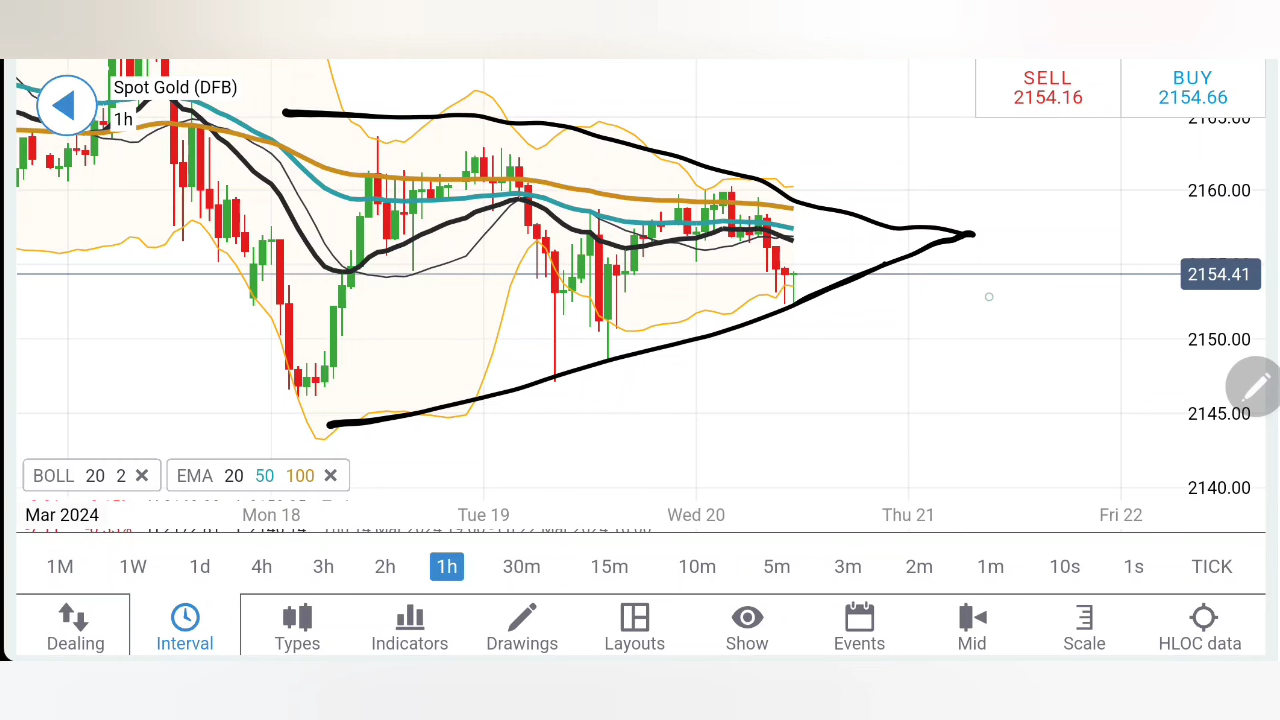 Spot Gold (DFB)
1h
SELL
2154.16
BUY
2154.66
2160.00
2154.41
2150.00
2145.00
2140.00
BOLL 20 2
EMA 20 50 100
Mar 2024 Mon 18 Tue 19 Wed 20 Thu 21 Fri 22
1M 1W 1d 4h 3h 2h 1h 30m 15m 10m 5m 3m 2m 1m 10s 1s TICK
Dealing Interval Types Indicators Drawings Layouts Show Events Mid Scale HLOC data